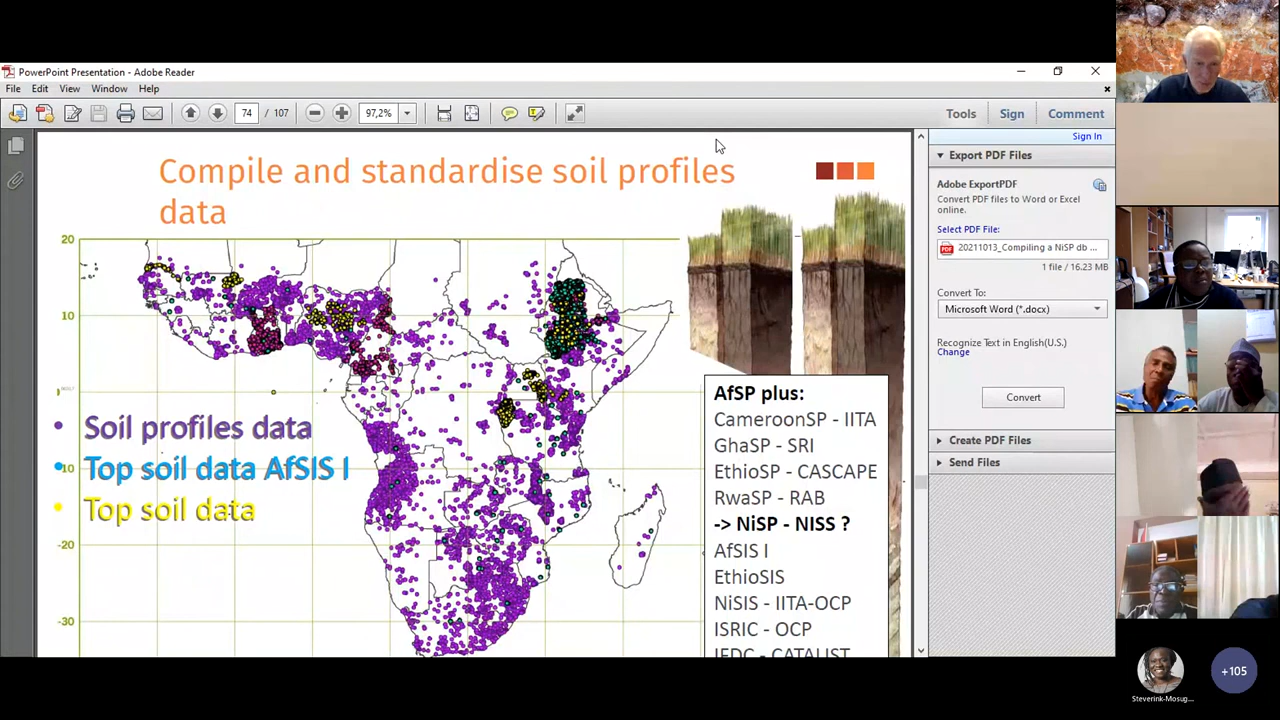 PowerPoint Presentation - Adobe Reader
File Edit View Window Help
74 / 107 97,2% Tools Sign Comment
Sign In
Compile and standardise soil profiles
data
20
10
-10
-20
-30
Soil profiles data
Top soil data AfSIS I
Top soil data
AfSP plus:
CameroonSP - IITA
GhaSP - SRI
EthioSP - CASCAPE
RwaSP - RAB
-> NiSP - NISS ?
AfSIS I
EthioSIS
NiSIS - IITA-OCP
ISRIC - OCP
IFDC - CATALIST
Export PDF Files
Adobe ExportPDF
Convert PDF files to Word or Excel
online.
Select PDF File:
20211013_Compiling a NiSP db ...
1 file / 16.23 MB
Convert To:
Microsoft Word (*.docx)
Recognize Text in English(U.S.)
Change
Convert
Create PDF Files
Send Files
+105
Steverink-Mosug...